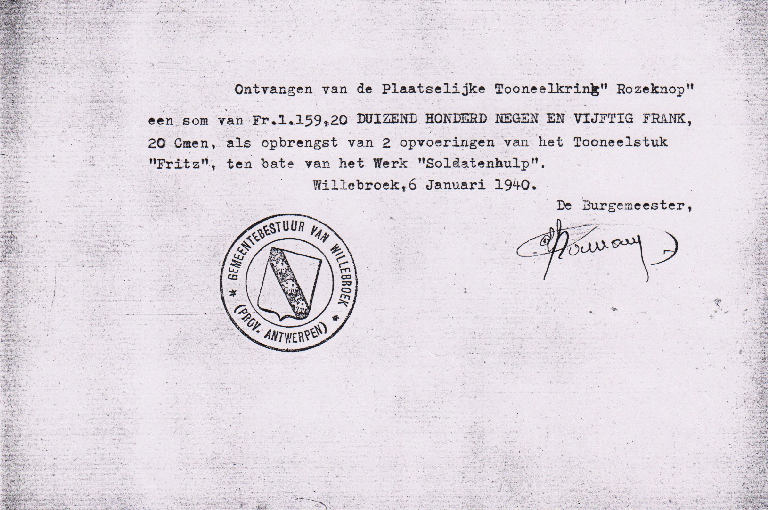 Ontvangen van de Plaatselijke Tooneelkring" Rozeknop"
een som van Fr.1.159,20 DUIZEND HONDERD NEGEN EN VIJFTIG FRANK,
20 Cmen, als opbrengst van 2 opvoeringen van het Tooneelstuk
"Fritz", ten bate van het Werk "Soldatenhulp".
Willebroek,6 Januari 1940.
De Burgemeester,
* GEMEENTEBESTUUR VAN WILLEBROEK *
(PROV. ANTWERPEN)